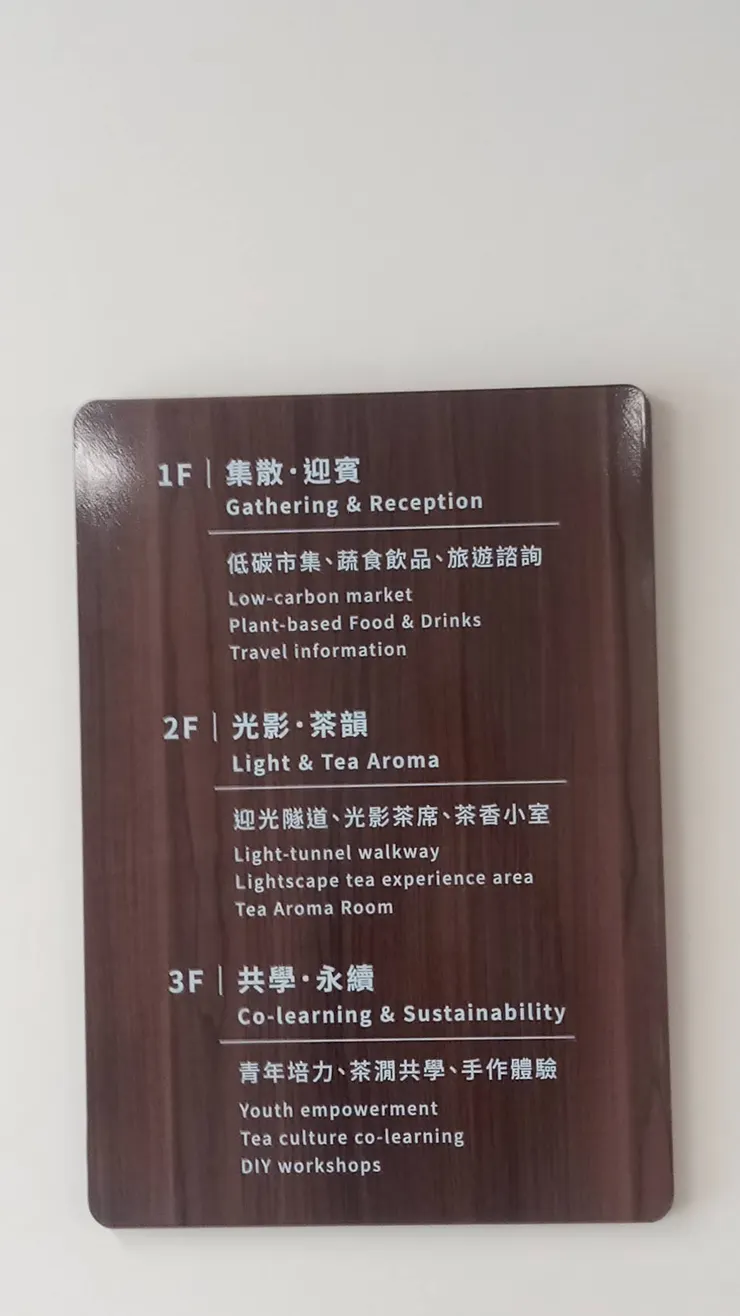 1F｜集散·迎賓
Gathering & Reception
低碳市集、蔬食飲品、旅遊諮詢
Low-carbon market
Plant-based Food & Drinks
Travel information
2F｜光影·茶韻
Light & Tea Aroma
迎光隧道、光影茶席、茶香小室
Light-tunnel walkway
Lightscape tea experience area
Tea Aroma Room
3F｜共學·永續
Co-learning & Sustainability
青年培力、茶澗共學、手作體驗
Youth empowerment
Tea culture co-learning
DIY workshops